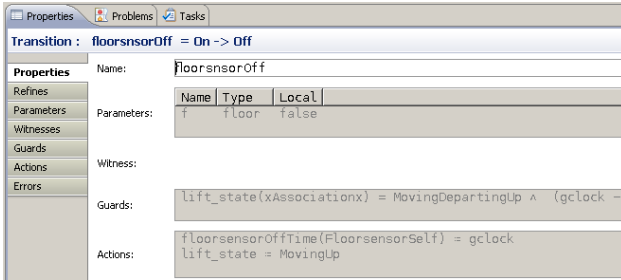 Properties Problems Tasks
Transition : floorsnsorOff = On -> Off
Properties
Name: floorsnsorOff
Refines
Name Type Local
Parameters
Parameters: f floor false
Witnesses
Guards
Actions
Witness:
Errors
Guards: lift_state(xAssociationx) = MovingDepartingUp ∧ (gclock -
floorsensorOffTime(FloorsensorSelf) = gclock
Actions: lift_state = MovingUp